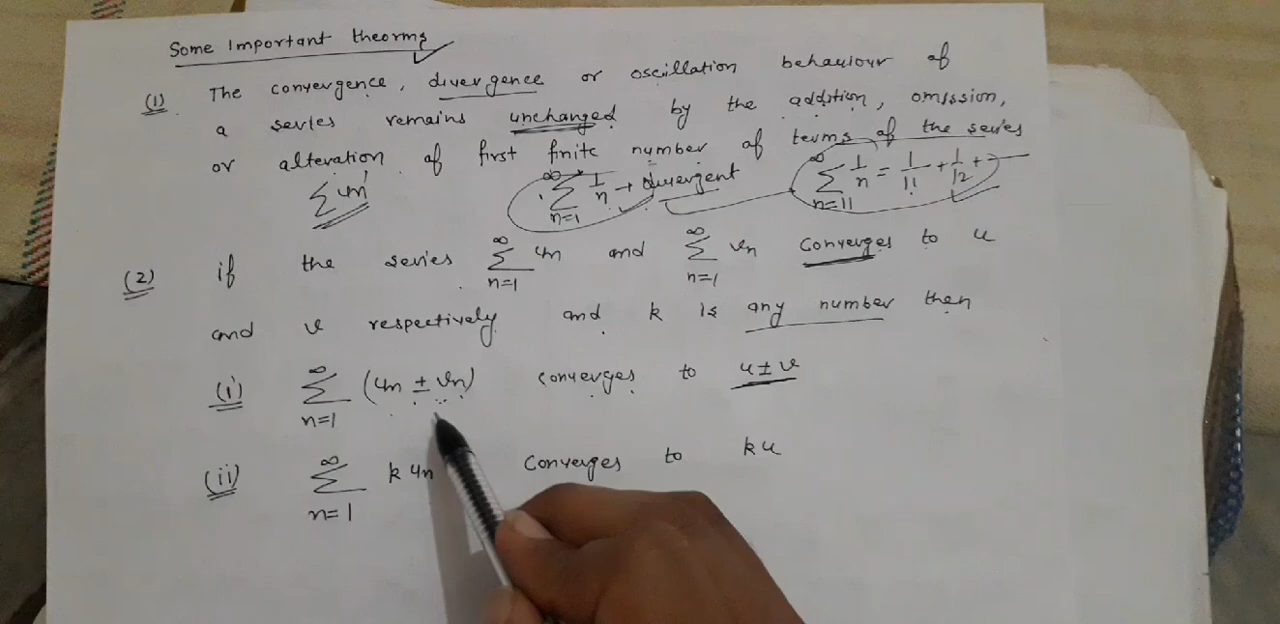 Some Important theorms
(1) The convergence, divergence or oscillation behaviour of
a series remains unchanged by the addition, omission,
or alteration of first finite number of terms of the series
∑un ∞∑n=1 1/n → divergent ∞∑n=11 1/n = 1/11 + 1/12 + —
(2) if the series ∞∑n=1 un and ∞∑n=1 vn converges to u
and v respectively and k is any number then
(i) ∞∑n=1 (un ± vn) converges to u ± v
(ii) ∞∑n=1 k un converges to ku